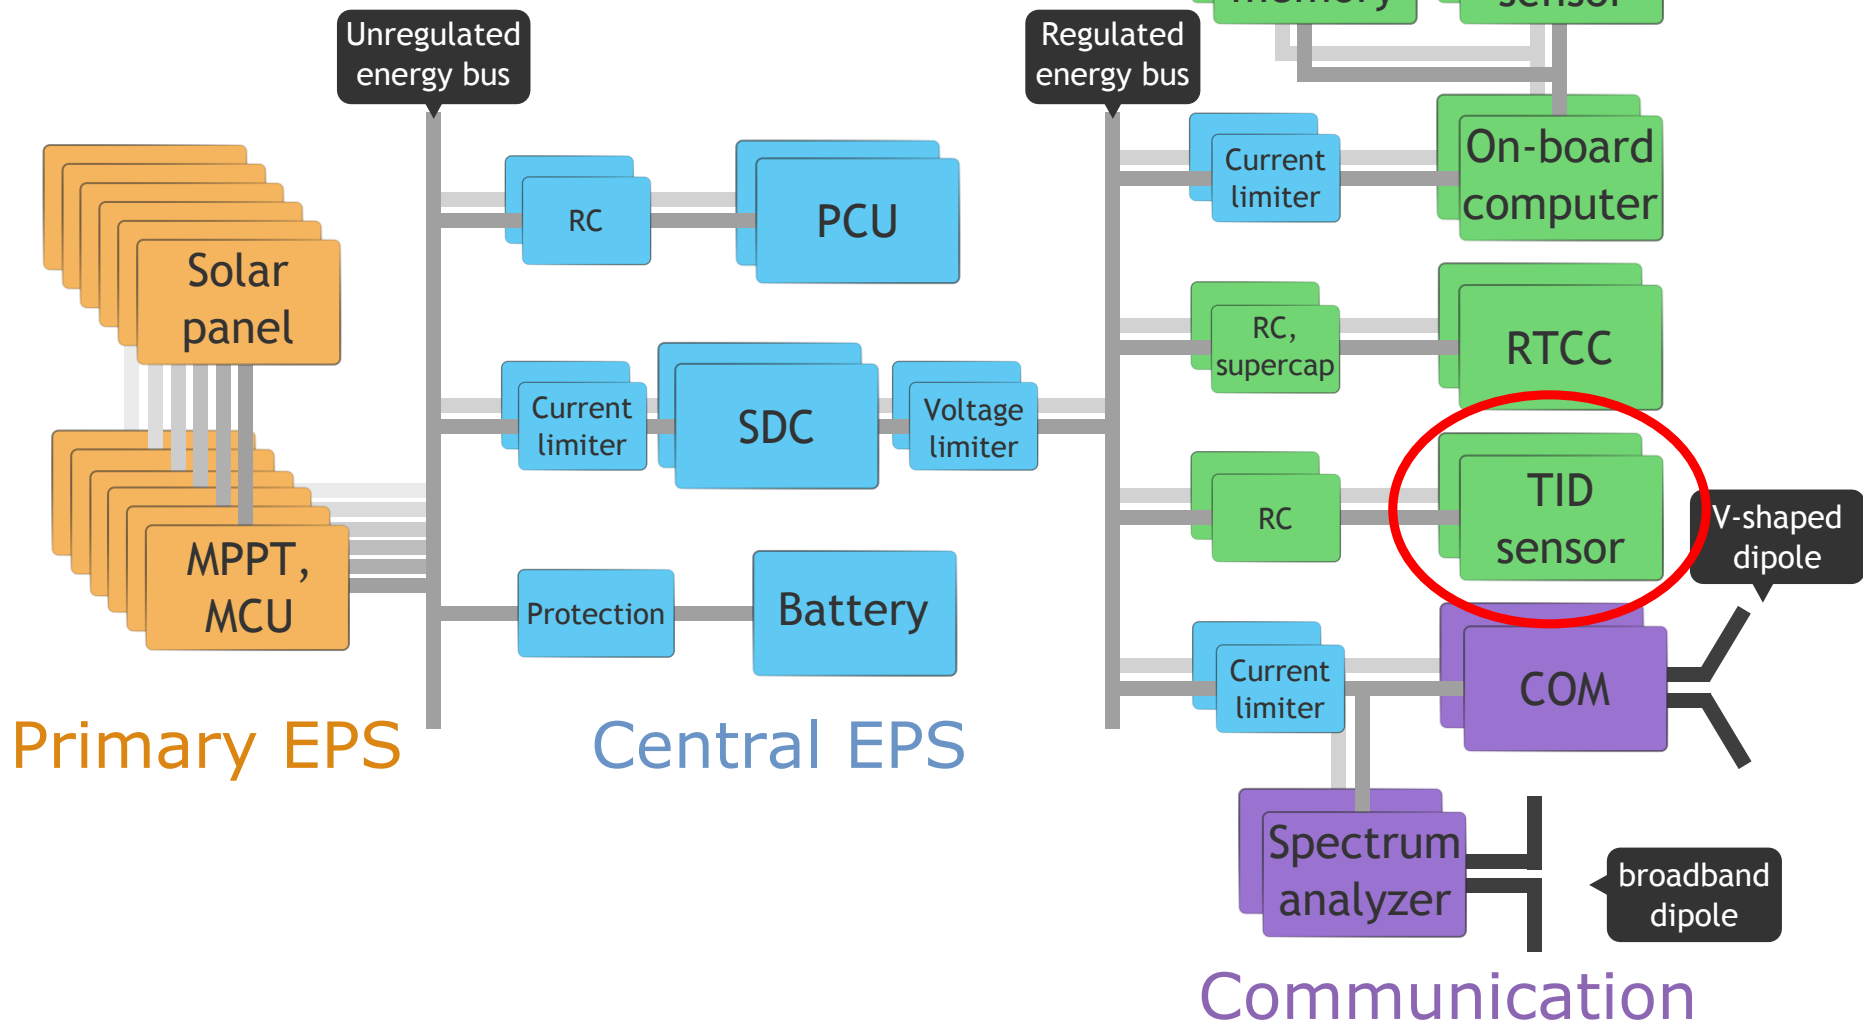 memory
sensor
Unregulated
energy bus
Regulated
energy bus
Solar
panel
MPPT,
MCU
Primary EPS
RC
PCU
Current
limiter
SDC
Voltage
limiter
Protection
Battery
Central EPS
Current
limiter
On-board
computer
RC,
supercap
RTCC
RC
TID
sensor
V-shaped
dipole
Current
limiter
COM
Spectrum
analyzer
broadband
dipole
Communication